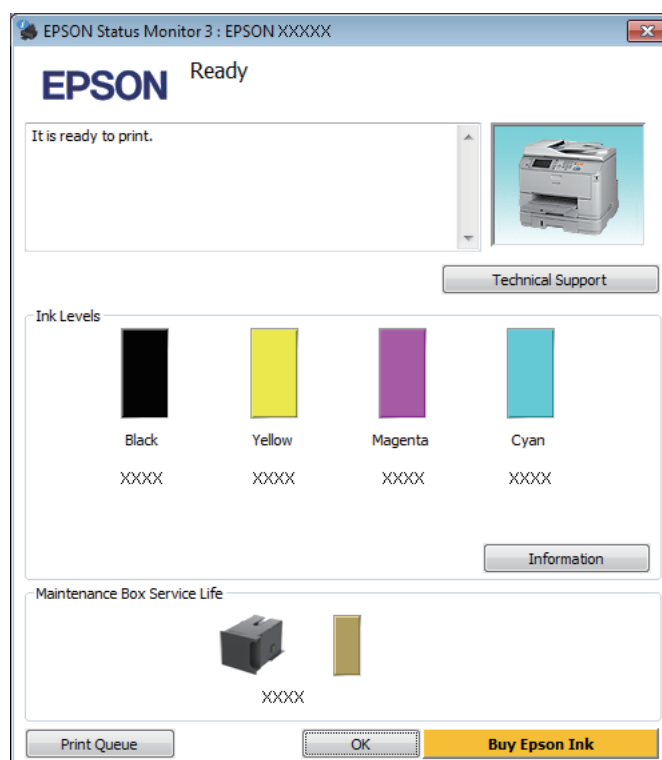 EPSON Status Monitor 3 : EPSON XXXXX
EPSON
Ready
It is ready to print.
Technical Support
Ink Levels
Black Yellow Magenta Cyan
XXXX XXXX XXXX XXXX
Information
Maintenance Box Service Life
XXXX
Print Queue OK Buy Epson Ink